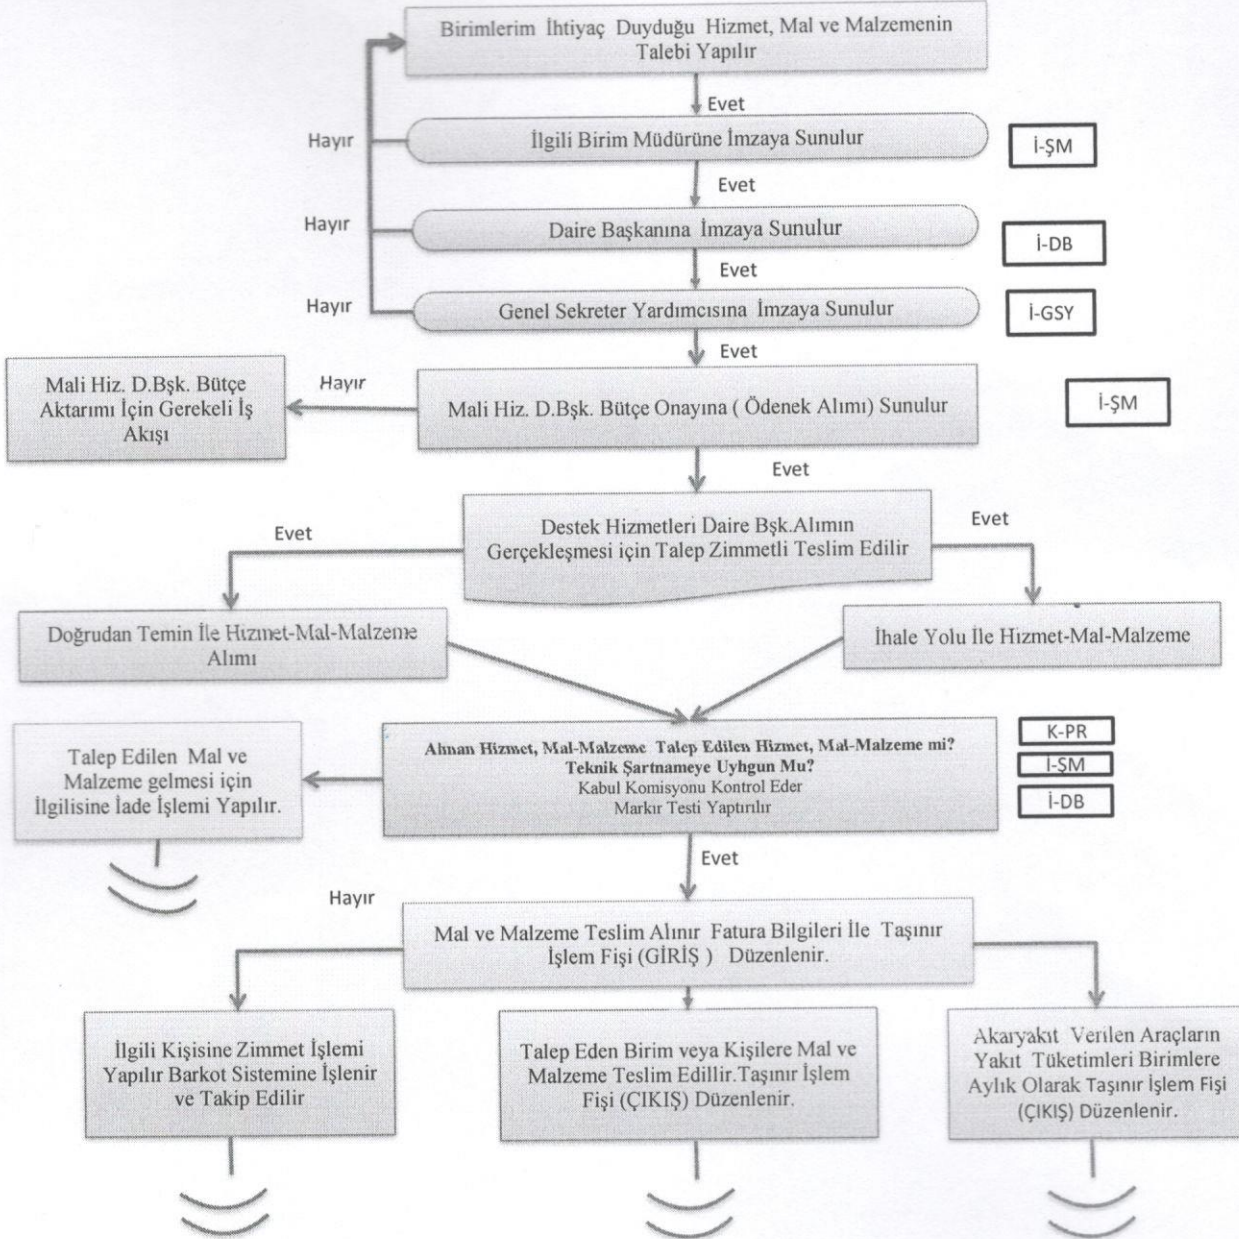 Birimlerim İhtiyaç Duyduğu Hizmet, Mal ve Malzemenin
Talebi Yapılır
Evet
Hayır
İlgili Birim Müdürüne İmzaya Sunulur
İ-ŞM
Evet
Hayır
Daire Başkanına İmzaya Sunulur
İ-DB
Evet
Hayır
Genel Sekreter Yardımcısına İmzaya Sunulur
İ-GSY
Evet
Mali Hiz. D.Bşk. Bütçe
Aktarımı İçin Gerekeli İş
Akışı
Hayır
Mali Hiz. D.Bşk. Bütçe Onayına ( Ödenek Alımı) Sunulur
İ-ŞM
Evet
Destek Hizmetleri Daire Bşk.Alımın
Gerçekleşmesi için Talep Zimmetli Teslim Edilir
Evet
Evet
Doğrudan Temin İle Hizmet-Mal-Malzeme
Alımı
İhale Yolu İle Hizmet-Mal-Malzeme
Talep Edilen Mal ve
Malzeme gelmesi için
İlgilisine İade İşlemi Yapılır.
Alınan Hizmet, Mal-Malzeme Talep Edilen Hizmet, Mal-Malzeme mi?
Teknik Şartnameye Uyhgun Mu?
Kabul Komisyonu Kontrol Eder
Markır Testi Yaptırılır
K-PR
İ-ŞM
İ-DB
Evet
Hayır
Mal ve Malzeme Teslim Alınır Fatura Bilgileri İle Taşınır
İşlem Fişi (GİRİŞ ) Düzenlenir.
İlgili Kişisine Zimmet İşlemi
Yapılır Barkot Sistemine İşlenir
ve Takip Edilir
Talep Eden Birim veya Kişilere Mal ve
Malzeme Teslim Edillir.Taşınır İşlem
Fişi (ÇIKIŞ) Düzenlenir.
Akaryakıt Verilen Araçların
Yakıt Tüketimleri Birimlere
Aylık Olarak Taşınır İşlem Fişi
(ÇIKIŞ) Düzenlenir.